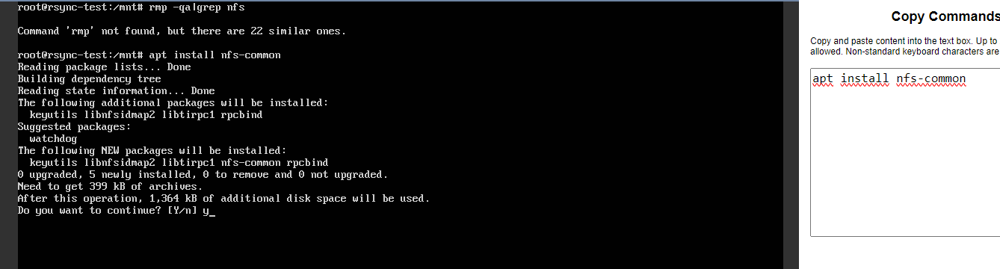 root@rsync-test:/mnt# rmp -qa|grep nfs
Command 'rmp' not found, but there are 22 similar ones.
root@rsync-test:/mnt# apt install nfs-common
Reading package lists... Done
Building dependency tree
Reading state information... Done
The following additional packages will be installed:
  keyutils libnfsidmap2 libtirpc1 rpcbind
Suggested packages:
  watchdog
The following NEW packages will be installed:
  keyutils libnfsidmap2 libtirpc1 nfs-common rpcbind
0 upgraded, 5 newly installed, 0 to remove and 0 not upgraded.
Need to get 399 kB of archives.
After this operation, 1,364 kB of additional disk space will be used.
Do you want to continue? [Y/n] y_
Copy Commands
Copy and paste content into the text box. Up to
allowed. Non-standard keyboard characters are
apt install nfs-common